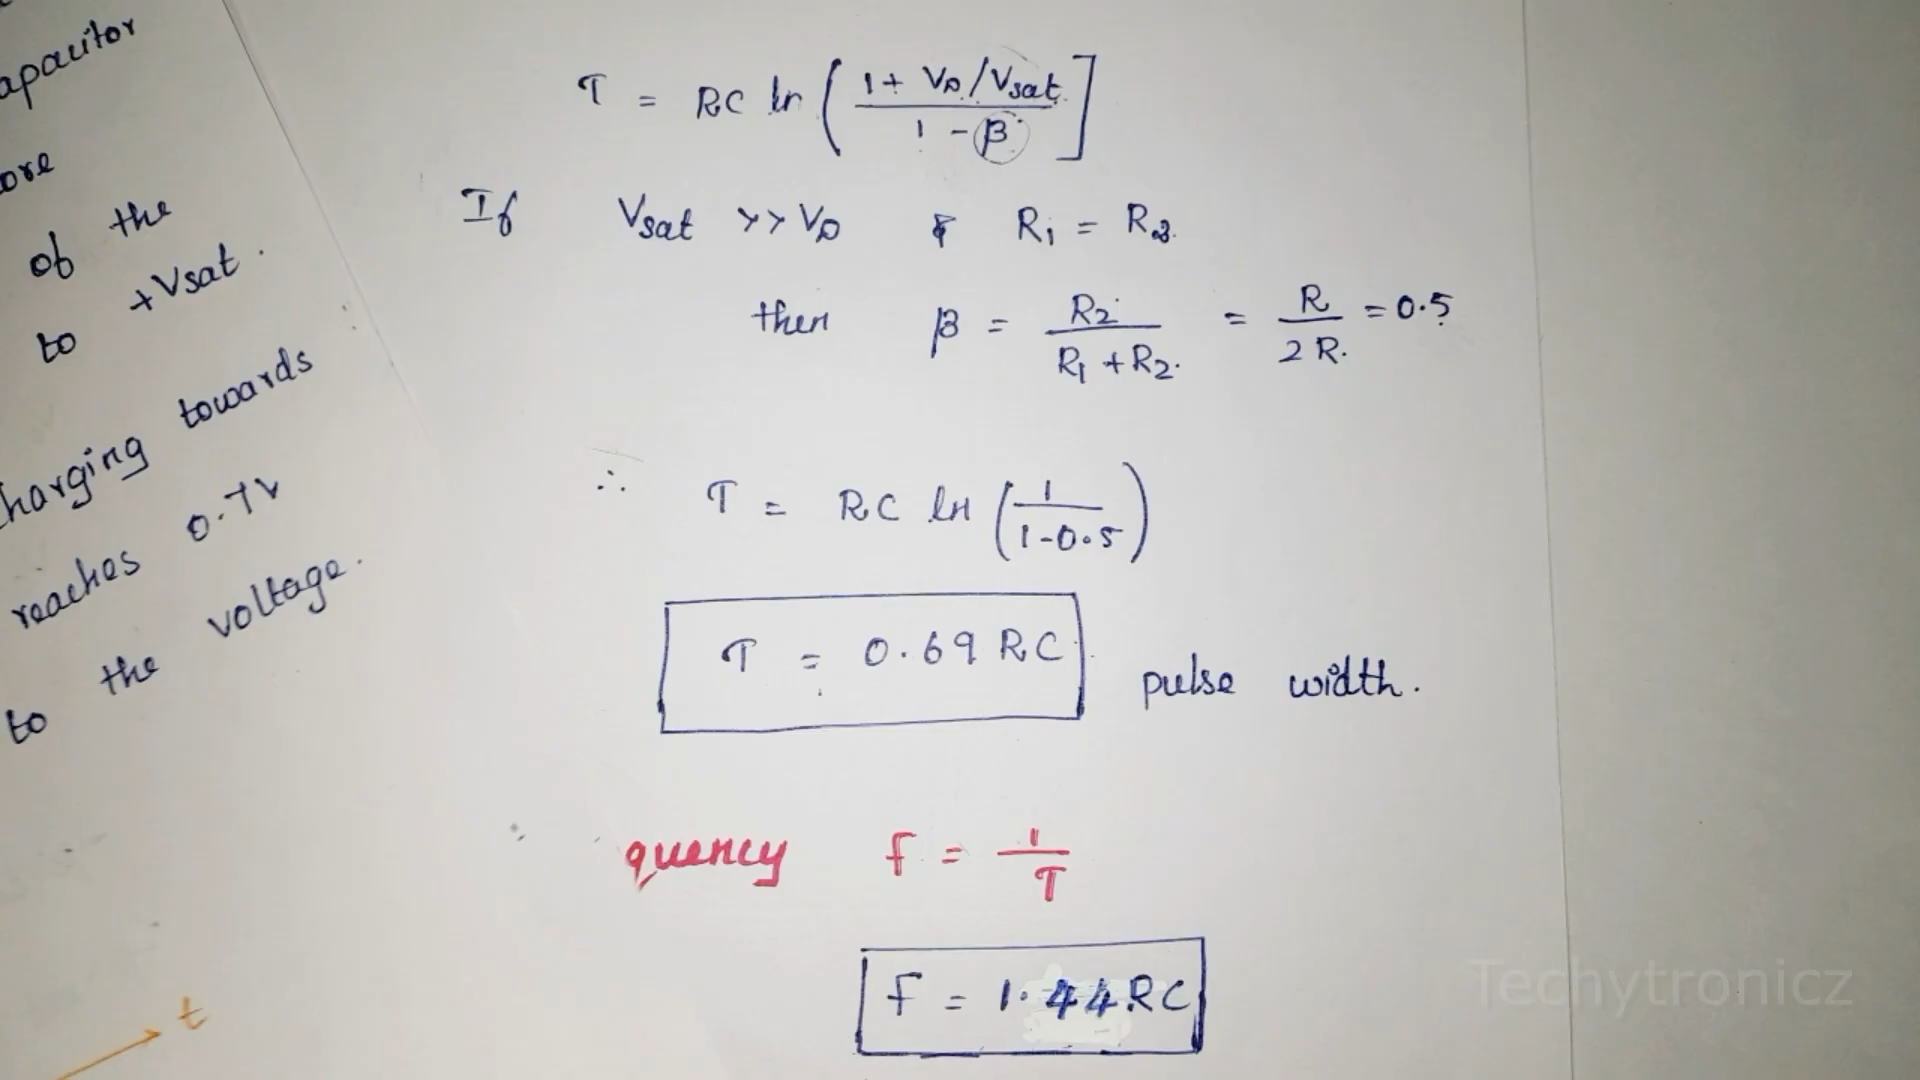 apacitor
ore
of the
to +Vsat.
harging towards
reaches 0.7V
to the voltage.
T = RC ln ( 1 + VD/Vsat / 1 - β ]
If Vsat >> VD & R1 = R2.
then β = R2 / R1 + R2. = R / 2R. = 0.5
∴ T = RC ln ( 1 / 1-0.5 )
T = 0.69 RC
pulse width.
quency f = 1 / T
f = 1.44 RC
t
Techytronicz